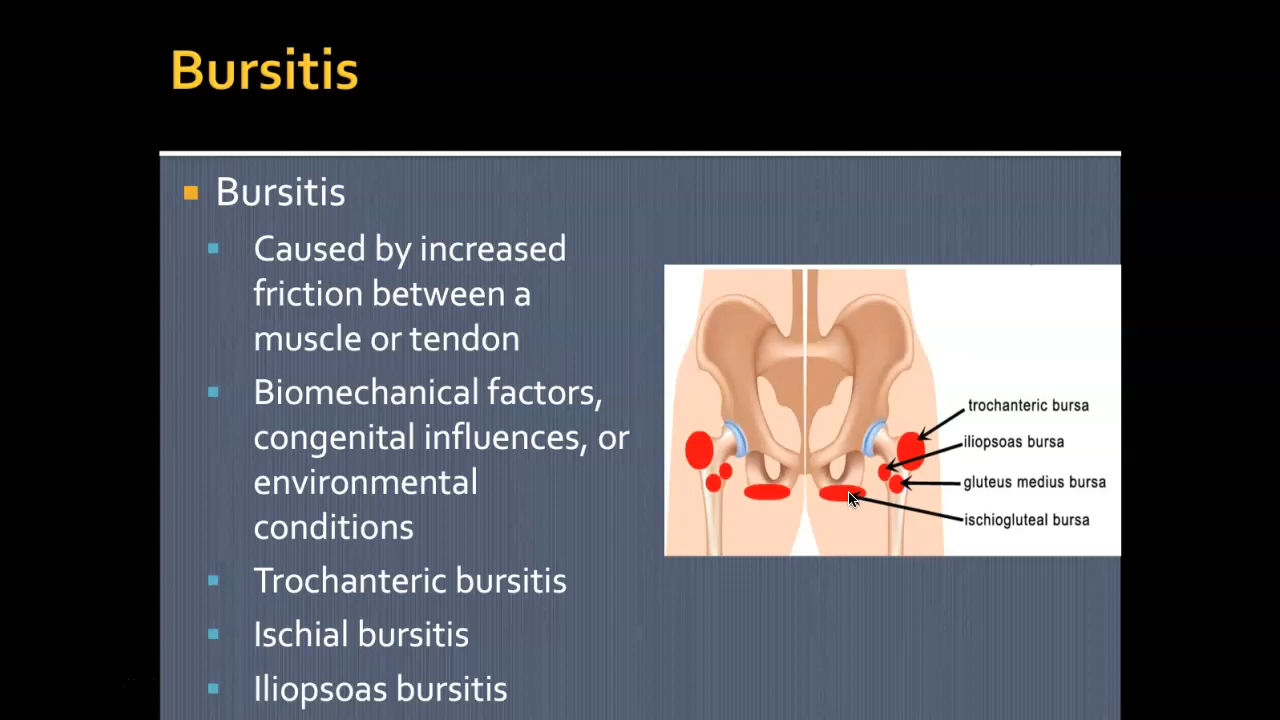 Bursitis
Bursitis
Caused by increased
friction between a
muscle or tendon
Biomechanical factors,
congenital influences, or
environmental
conditions
Trochanteric bursitis
Ischial bursitis
Iliopsoas bursitis
trochanteric bursa
iliopsoas bursa
gluteus medius bursa
ischiogluteal bursa